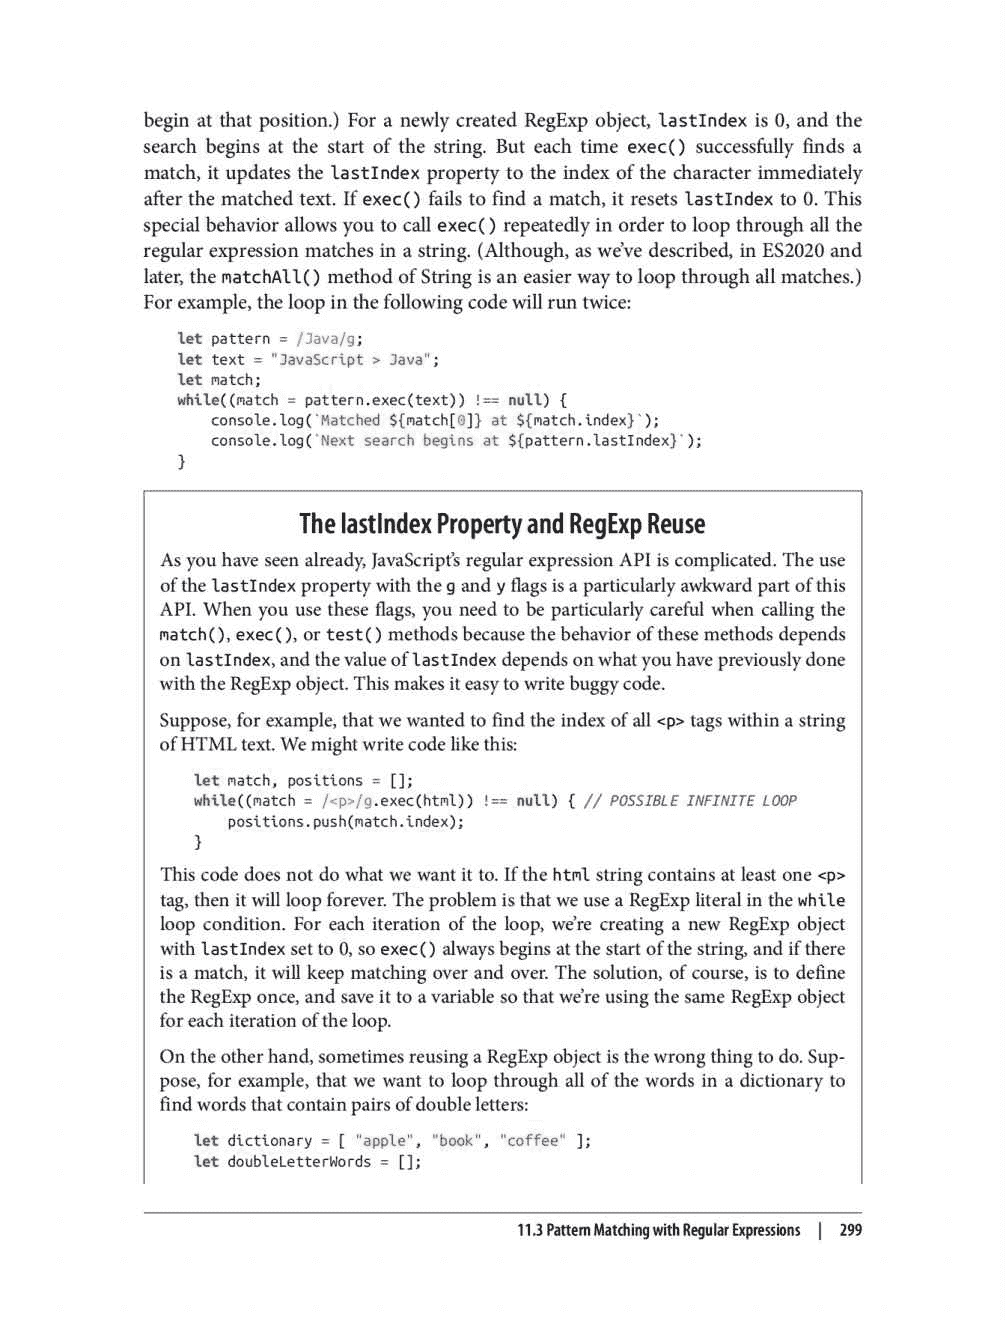 begin at that position.) For a newly created RegExp object, lastIndex is 0, and the
search begins at the start of the string. But each time exec() successfully finds a
match, it updates the lastIndex property to the index of the character immediately
after the matched text. If exec() fails to find a match, it resets lastIndex to 0. This
special behavior allows you to call exec() repeatedly in order to loop through all the
regular expression matches in a string. (Although, as we’ve described, in ES2020 and
later, the matchAll() method of String is an easier way to loop through all matches.)
For example, the loop in the following code will run twice:
let pattern = /Java/g;
let text = "JavaScript > Java";
let match;
while((match = pattern.exec(text)) !== null) {
    console.log(`Matched ${match[0]} at ${match.index}`);
    console.log(`Next search begins at ${pattern.lastIndex}`);
}
The lastIndex Property and RegExp Reuse
As you have seen already, JavaScript’s regular expression API is complicated. The use
of the lastIndex property with the g and y flags is a particularly awkward part of this
API. When you use these flags, you need to be particularly careful when calling the
match(), exec(), or test() methods because the behavior of these methods depends
on lastIndex, and the value of lastIndex depends on what you have previously done
with the RegExp object. This makes it easy to write buggy code.
Suppose, for example, that we wanted to find the index of all <p> tags within a string
of HTML text. We might write code like this:
let match, positions = [];
while((match = /<p>/g.exec(html)) !== null) { // POSSIBLE INFINITE LOOP
    positions.push(match.index);
}
This code does not do what we want it to. If the html string contains at least one <p>
tag, then it will loop forever. The problem is that we use a RegExp literal in the while
loop condition. For each iteration of the loop, we’re creating a new RegExp object
with lastIndex set to 0, so exec() always begins at the start of the string, and if there
is a match, it will keep matching over and over. The solution, of course, is to define
the RegExp once, and save it to a variable so that we’re using the same RegExp object
for each iteration of the loop.
On the other hand, sometimes reusing a RegExp object is the wrong thing to do. Sup-
pose, for example, that we want to loop through all of the words in a dictionary to
find words that contain pairs of double letters:
let dictionary = [ "apple", "book", "coffee" ];
let doubleLetterWords = [];
11.3 Pattern Matching with Regular Expressions | 299